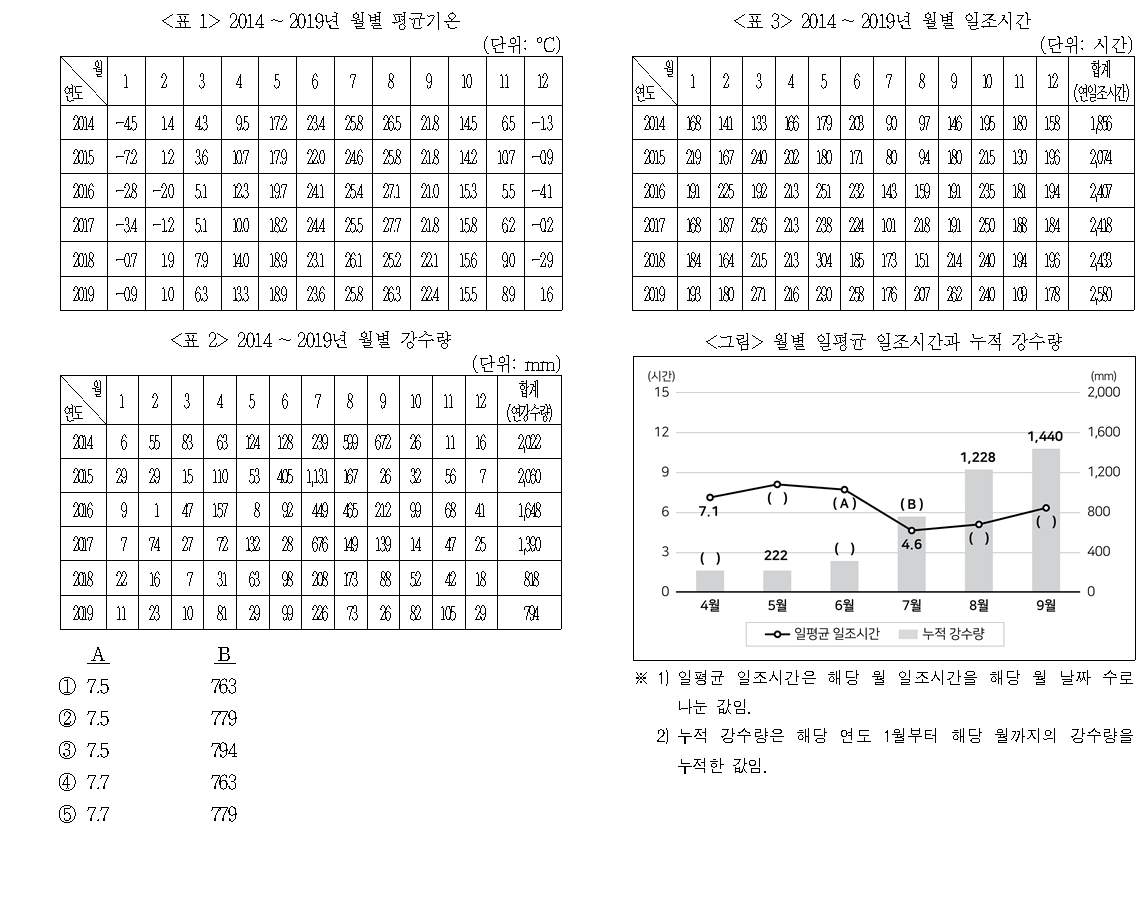 <표 1> 2014 ~ 2019년 월별 평균기온
(단위: ℃)
월 연도 1 2 3 4 5 6 7 8 9 10 11 12
2014 -4.5 1.4 4.3 9.5 17.2 23.4 25.8 26.5 21.8 14.5 6.5 -1.3
2015 -7.2 1.2 3.6 10.7 17.9 22.0 24.6 25.8 21.8 14.2 10.7 -0.9
2016 -2.8 -2.0 5.1 12.3 19.7 24.1 25.4 27.1 21.0 15.3 5.5 -4.1
2017 -3.4 -1.2 5.1 10.0 18.2 24.4 25.5 27.7 21.8 15.8 6.2 -0.2
2018 -0.7 1.9 7.9 14.0 18.9 23.1 26.1 25.2 22.1 15.6 9.0 -2.9
2019 -0.9 1.0 6.3 13.3 18.9 23.6 25.8 26.3 22.4 15.5 8.9 1.6
<표 2> 2014 ~ 2019년 월별 강수량
(단위: mm)
월 연도 1 2 3 4 5 6 7 8 9 10 11 12 합계 (연강수량)
2014 6 55 83 63 124 128 239 599 672 26 11 16 2,022
2015 29 29 15 110 53 405 1,131 167 26 32 56 7 2,060
2016 9 1 47 157 8 92 449 465 212 99 68 41 1,648
2017 7 74 27 72 132 28 676 149 139 14 47 25 1,390
2018 22 16 7 31 63 98 208 173 88 52 42 18 818
2019 11 23 10 81 29 99 226 73 26 82 105 29 794
A B
① 7.5 763
② 7.5 779
③ 7.5 794
④ 7.7 763
⑤ 7.7 779
<표 3> 2014 ~ 2019년 월별 일조시간
(단위: 시간)
월 연도 1 2 3 4 5 6 7 8 9 10 11 12 합계 (연일조시간)
2014 168 141 133 166 179 203 90 97 146 195 180 158 1,856
2015 219 167 240 202 180 171 80 94 180 215 130 196 2,074
2016 191 225 192 213 251 232 143 159 191 235 181 194 2,407
2017 168 187 256 213 238 224 101 218 191 250 188 184 2,418
2018 184 164 215 213 304 185 173 151 214 240 194 196 2,433
2019 193 180 271 216 290 258 176 207 262 240 109 178 2,580
<그림> 월별 일평균 일조시간과 누적 강수량
(시간) (mm)
15 2,000
12 1,600
1,440
1,228
9 1,200
( ) (A) (B)
7.1
6 800
4.6 ( ) ( )
( ) 222 ( )
3 400
0 0
4월 5월 6월 7월 8월 9월
일평균 일조시간 누적 강수량
※ 1) 일평균 일조시간은 해당 월 일조시간을 해당 월 날짜 수로
나눈 값임.
2) 누적 강수량은 해당 연도 1월부터 해당 월까지의 강수량을
누적한 값임.